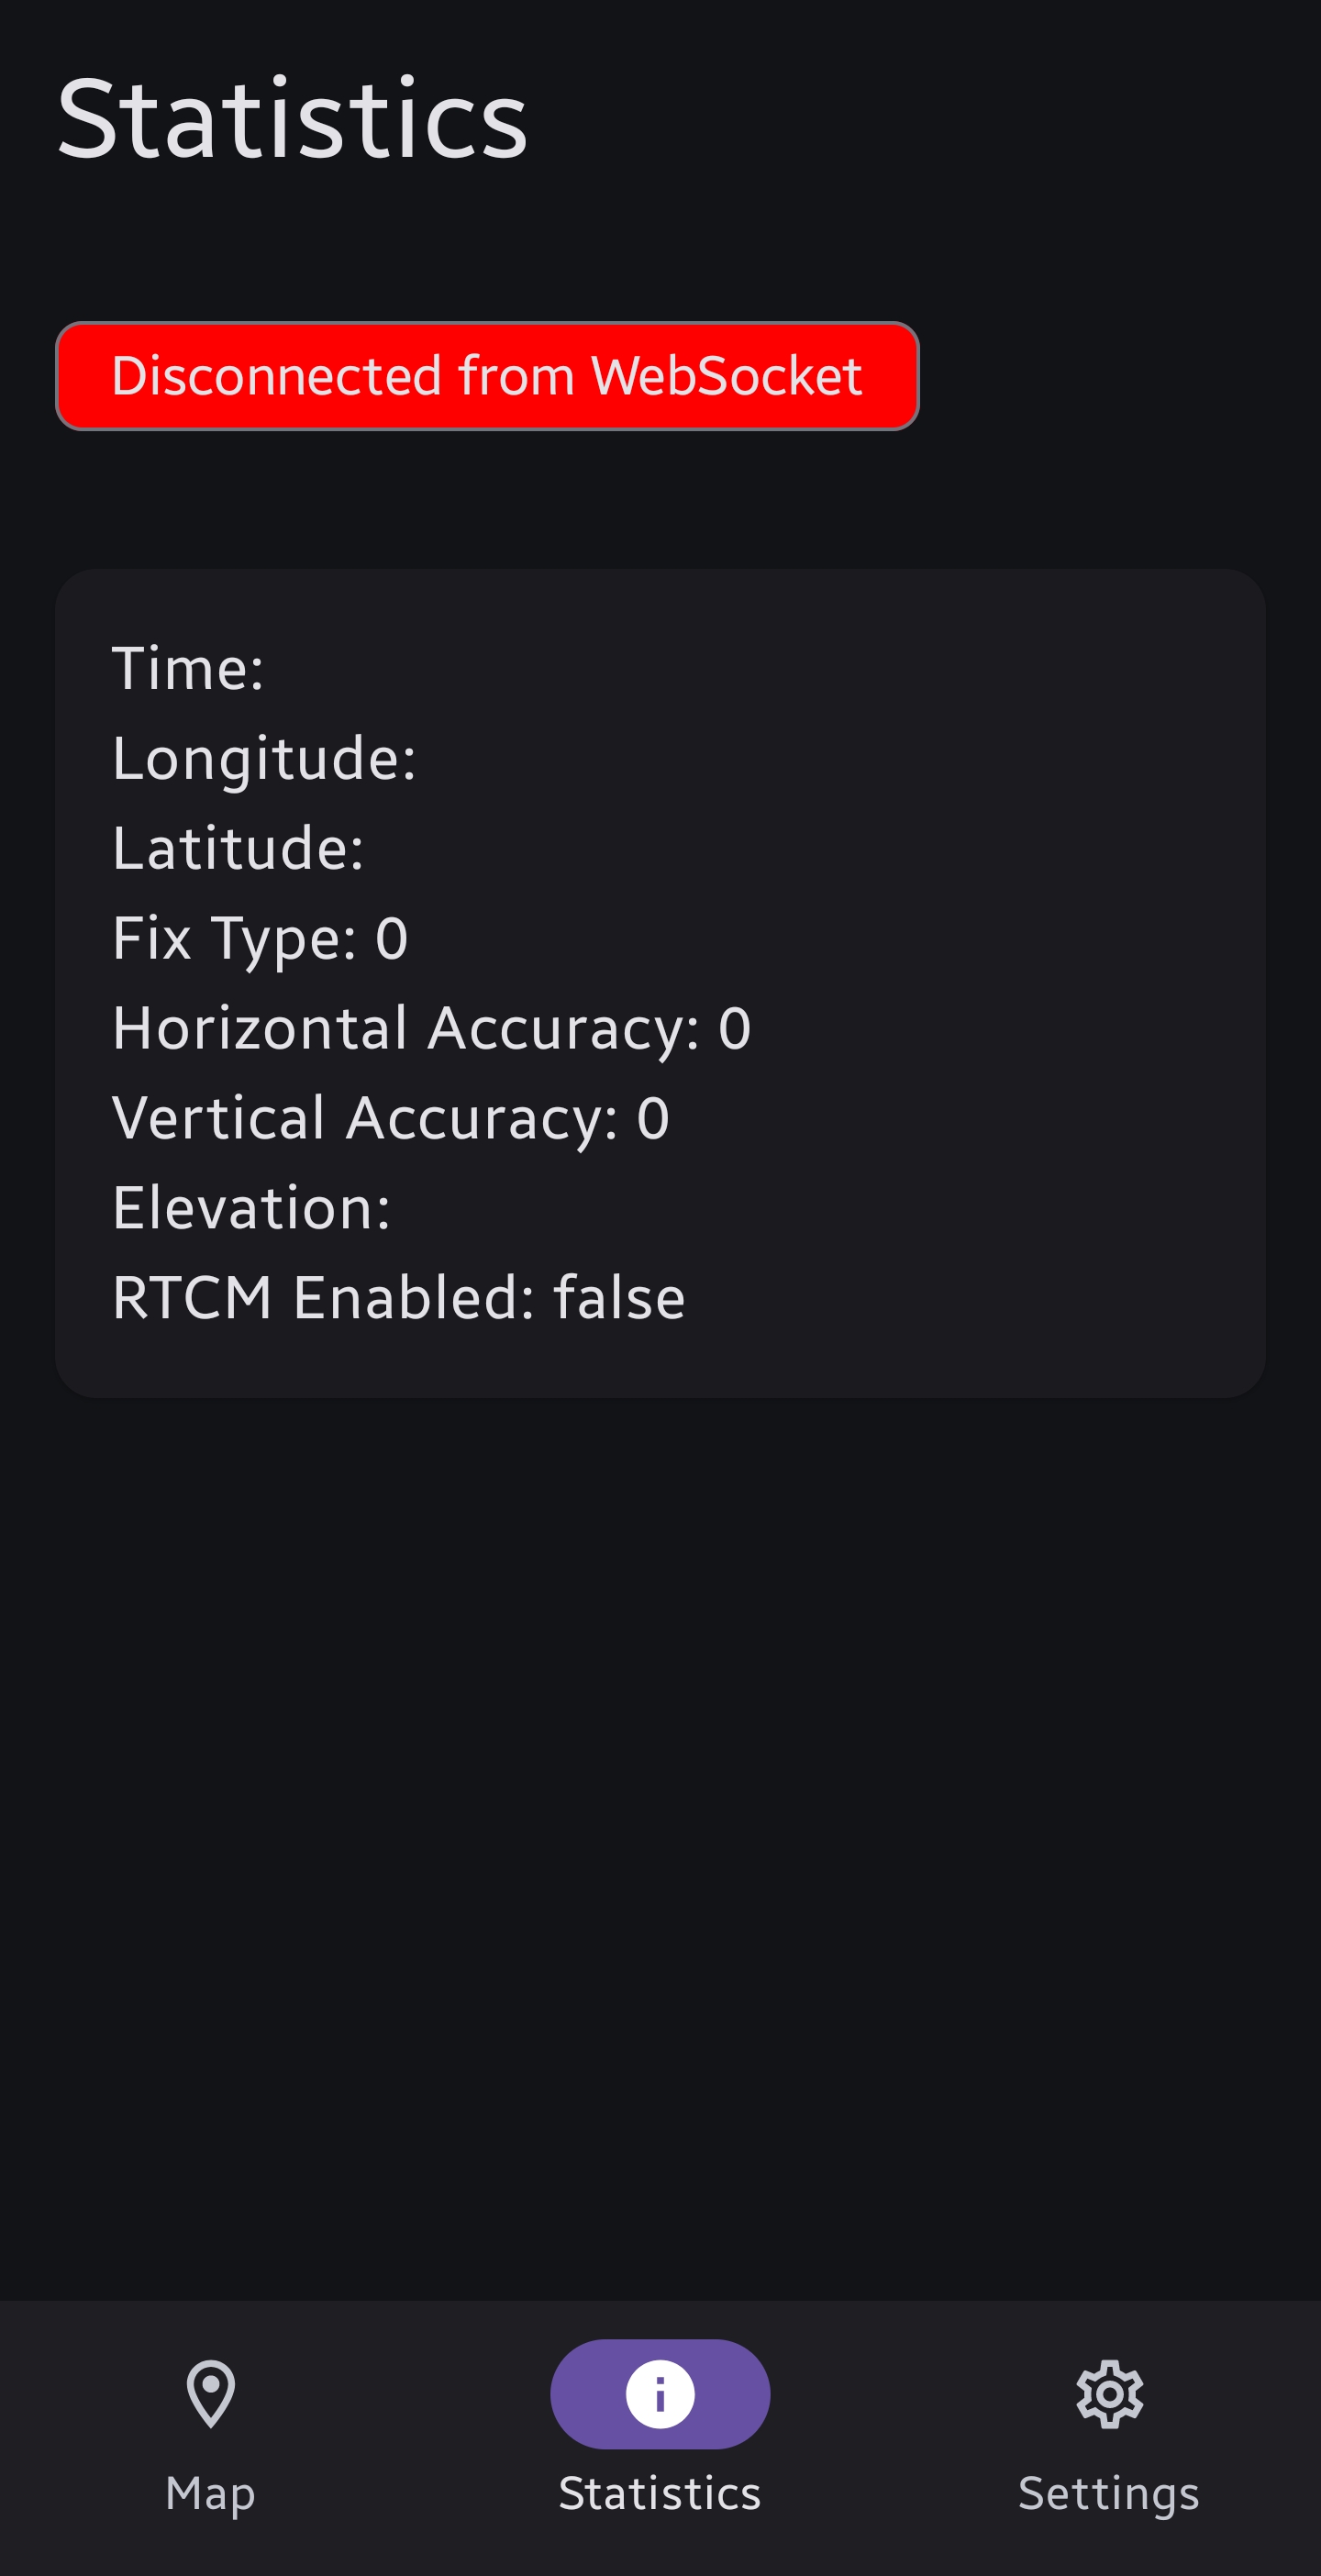 Statistics
Disconnected from WebSocket
Time:
Longitude:
Latitude:
Fix Type: 0
Horizontal Accuracy: 0
Vertical Accuracy: 0
Elevation:
RTCM Enabled: false
Map
Statistics
Settings